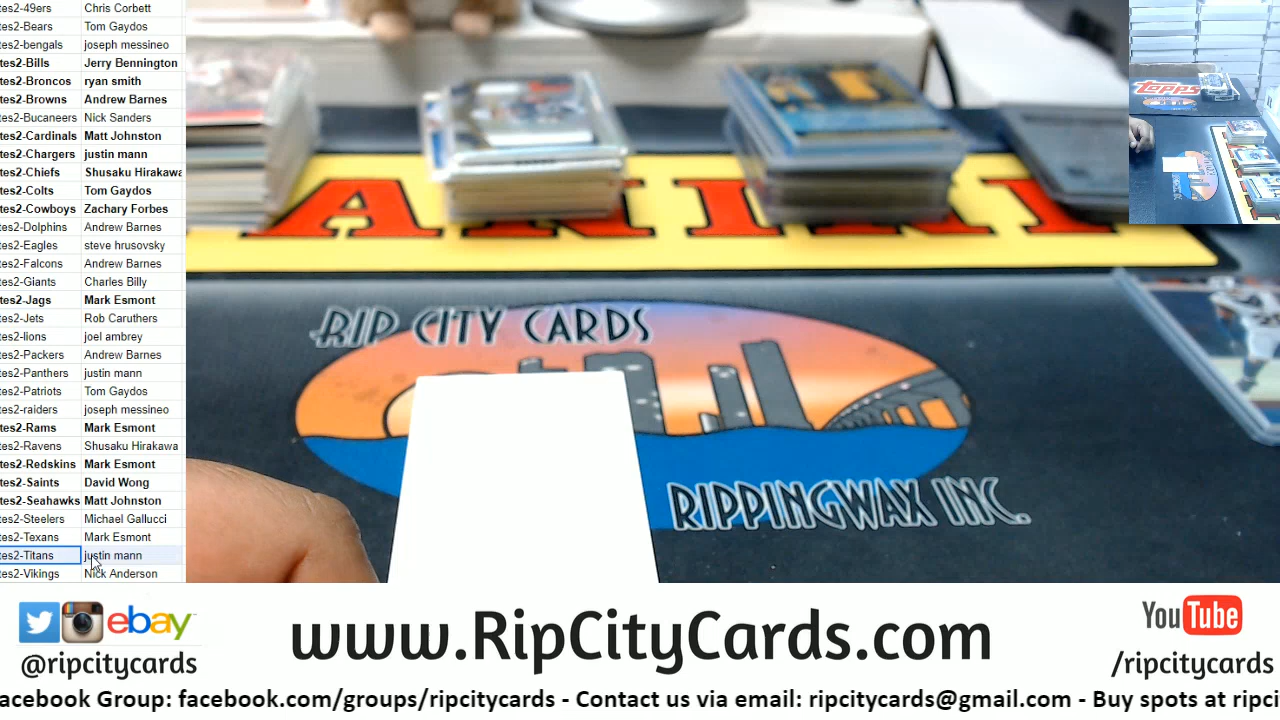 tes2-49ers Chris Corbett
tes2-Bears Tom Gaydos
tes2-bengals joseph messineo
tes2-Bills Jerry Bennington
tes2-Broncos ryan smith
tes2-Browns Andrew Barnes
tes2-Bucaneers Nick Sanders
tes2-Cardinals Matt Johnston
tes2-Chargers justin mann
tes2-Chiefs Shusaku Hirakawa
tes2-Colts Tom Gaydos
tes2-Cowboys Zachary Forbes
tes2-Dolphins Andrew Barnes
tes2-Eagles steve hrusovsky
tes2-Falcons Andrew Barnes
tes2-Giants Charles Billy
tes2-Jags Mark Esmont
tes2-Jets Rob Caruthers
tes2-lions joel ambrey
tes2-Packers Andrew Barnes
tes2-Panthers justin mann
tes2-Patriots Tom Gaydos
tes2-raiders joseph messineo
tes2-Rams Mark Esmont
tes2-Ravens Shusaku Hirakawa
tes2-Redskins Mark Esmont
tes2-Saints David Wong
tes2-Seahawks Matt Johnston
tes2-Steelers Michael Gallucci
tes2-Texans Mark Esmont
tes2-Titans justin mann
tes2-Vikings Nick Anderson
ANINI
RIP CITY CARDS
RIPPINGWAX INC.
Topps
ebay
@ripcitycards
www.RipCityCards.com
YouTube
/ripcitycards
acebook Group: facebook.com/groups/ripcitycards - Contact us via email: ripcitycards@gmail.com - Buy spots at ripci